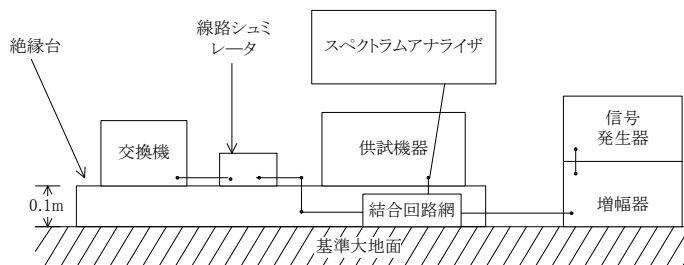 絶縁台
線路シュミ
レータ
スペクトラムアナライザ
交換機
供試機器
信号
発生器
0.1m
結合回路網
増幅器
基準大地面